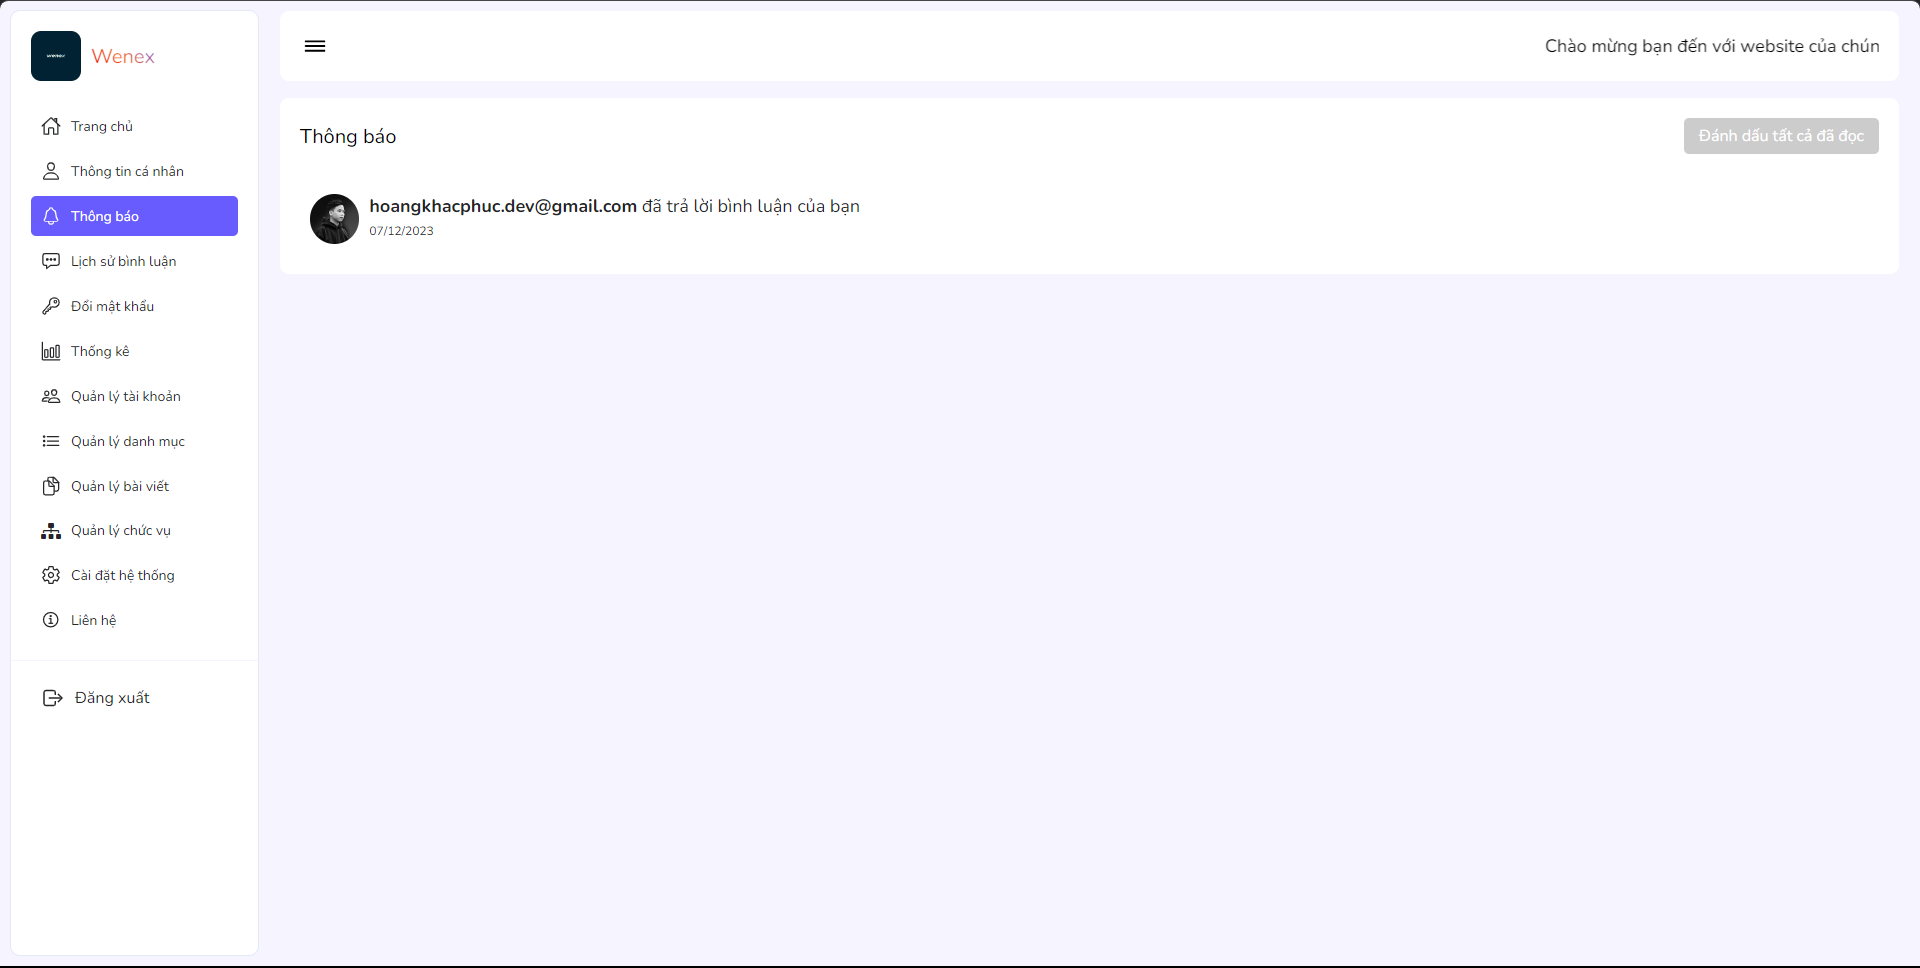 wenex
Wenex
Trang chủ
Thông tin cá nhân
Thông báo
Lịch sử bình luận
Đổi mật khẩu
Thống kê
Quản lý tài khoản
Quản lý danh mục
Quản lý bài viết
Quản lý chức vụ
Cài đặt hệ thống
Liên hệ
Đăng xuất
Chào mừng bạn đến với website của chún
Thông báo
Đánh dấu tất cả đã đọc
hoangkhacphuc.dev@gmail.com đã trả lời bình luận của bạn
07/12/2023